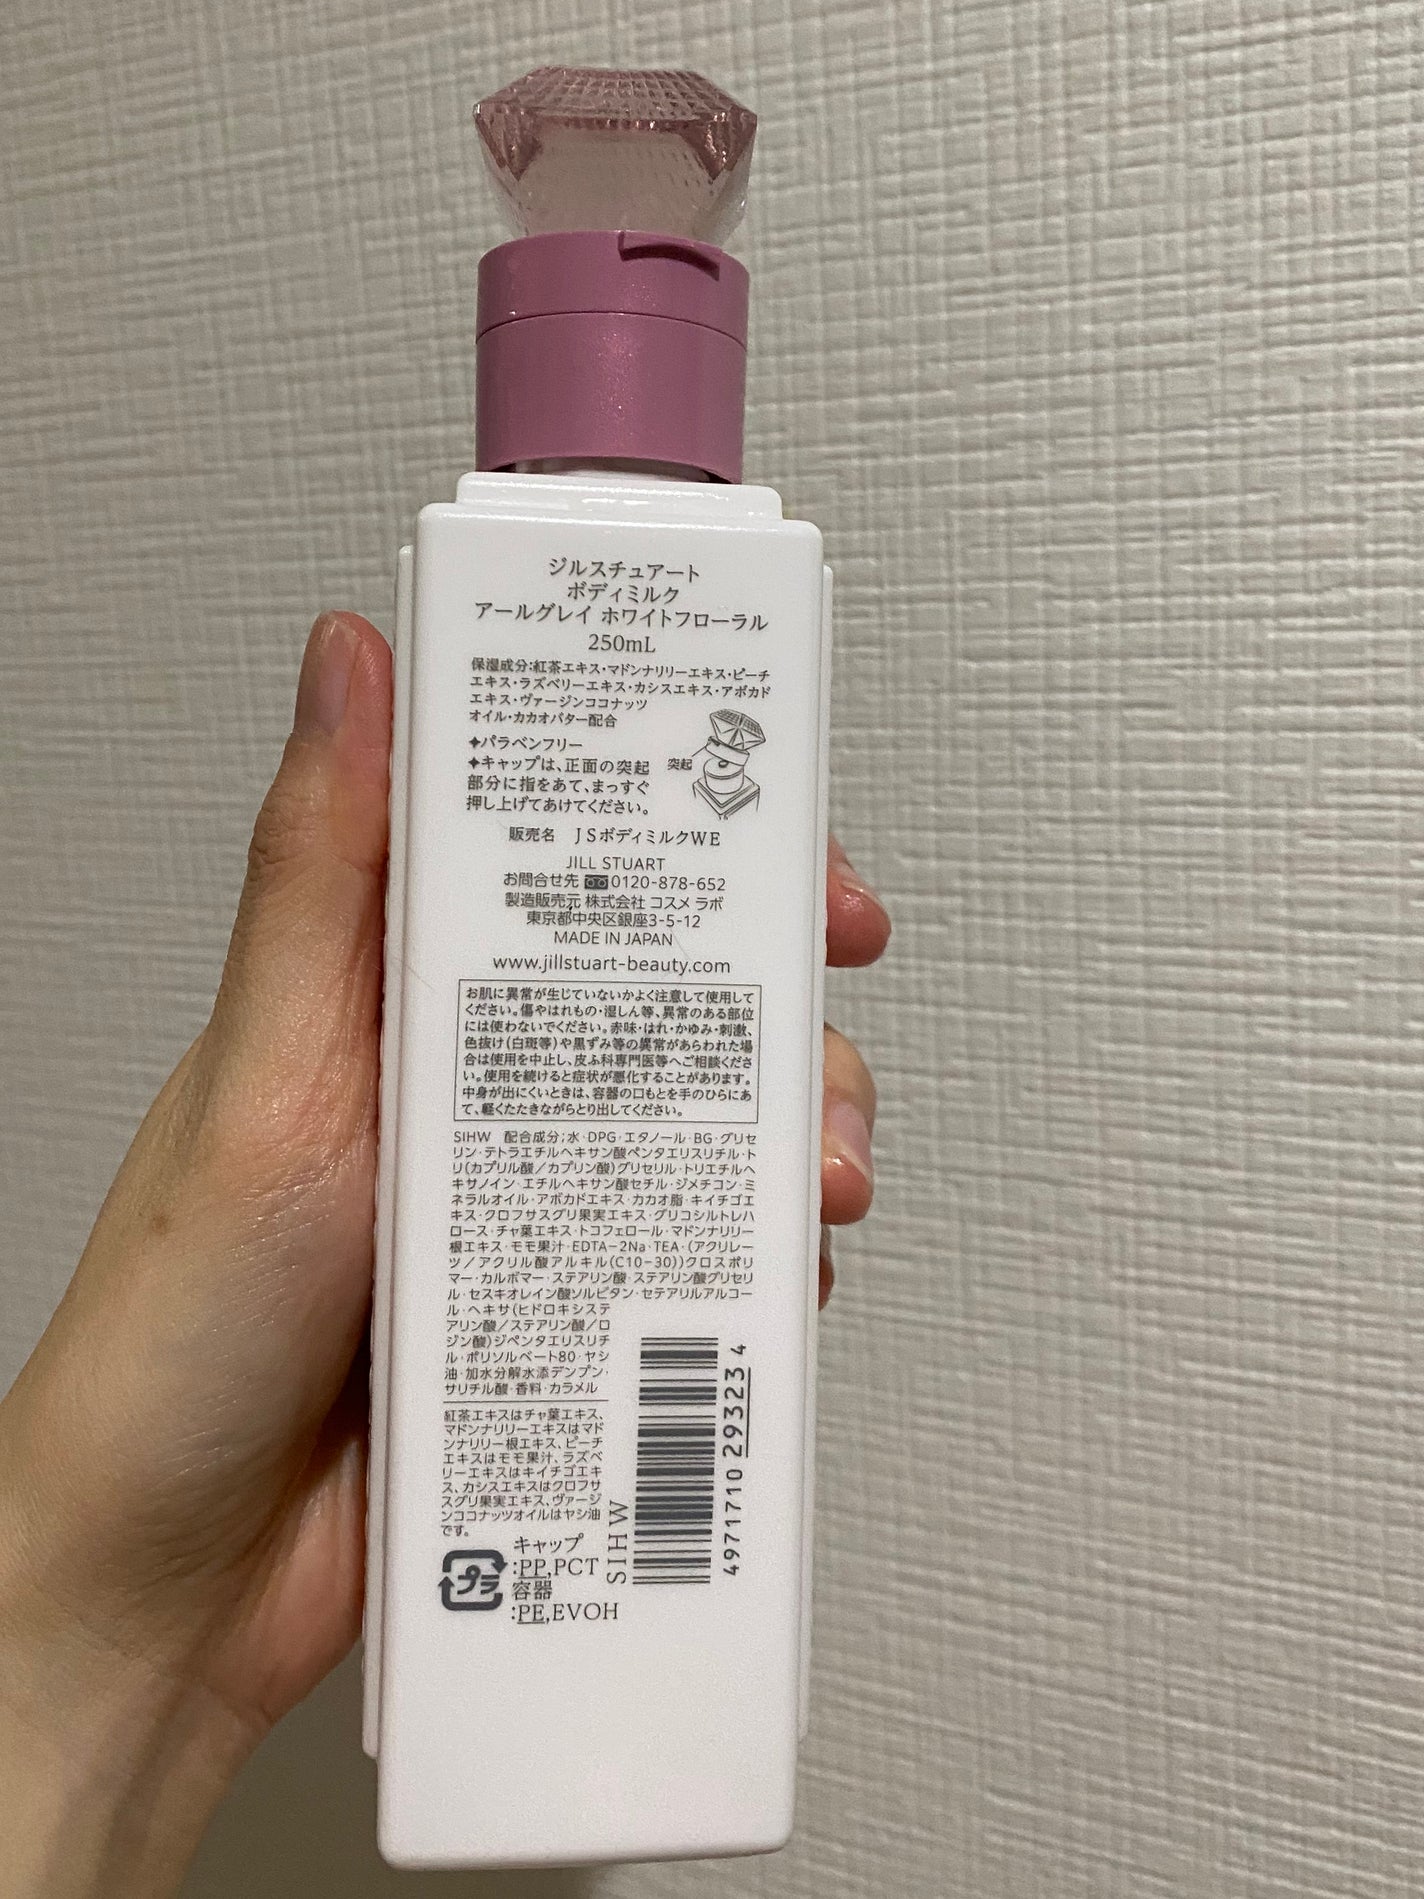 ジルスチュアート
ボディミルク
アールグレイ ホワイトフローラル
250mL
保湿成分:紅茶エキス・マドンナリリーエキス・ピーチ
エキス・ラズベリーエキス・カシスエキス・アボカド
エキス・ヴァージンココナッツ
オイル・カカオバター配合
✦パラベンフリー
✦キャップは、正面の突起
部分に指をあて、まっすぐ
押し上げてあけてください。
突起
販売名 JSボディミルクWE
JILL STUART
お問合せ先 0120-878-652
製造販売元 株式会社 コスメ ラボ
東京都中央区銀座3-5-12
MADE IN JAPAN
www.jillstuart-beauty.com
お肌に異常が生じていないかよく注意して使用して
ください。傷やはれもの・湿しん等、異常のある部位
には使わないでください。赤味・はれ・かゆみ・刺激、
色抜け(白斑等)や黒ずみ等の異常があらわれた場
合は使用を中止し、皮ふ科専門医等へご相談くださ
い。使用を続けると症状が悪化することがあります。
中身が出にくいときは、容器の口もとを手のひらにあ
て、軽くたたきながらとり出してください。
SIHW 配合成分;水・DPG・エタノール・BG・グリセ
リン・テトラエチルヘキサン酸ペンタエリスリチル・ト
リ(カプリル酸/カプリン酸)グリセリル・トリエチルヘ
キサノイン・エチルヘキサン酸セチル・ジメチコン・ミ
ネラルオイル・アボカドエキス・カカオ脂・キイチゴエ
キス・クロフサスグリ果実エキス・グリコシルトレハ
ロース・チャ葉エキス・トコフェロール・マドンナリリー
根エキス・モモ果汁・EDTA-2Na・TEA・(アクリレー
ツ/アクリル酸アルキル(C10-30))クロスポリ
マー・カルボマー・ステアリン酸・ステアリン酸グリセリ
ル・セスキオレイン酸ソルビタン・セテアリルアルコー
ル・ヘキサ(ヒドロキシステ
アリン酸/ステアリン酸/ロ
ジン酸)ジペンタエリスリチ
ル・ポリソルベート80・ヤシ
油・加水分解水添デンプン・
サリチル酸・香料・カラメル
紅茶エキスはチャ葉エキス、
マドンナリリーエキスはマド
ンナリリー根エキス、ピーチ
エキスはモモ果汁、ラズベ
リーエキスはキイチゴエキ
ス、カシスエキスはクロフサ
スグリ果実エキス、ヴァージ
ンココナッツオイルはヤシ油
です。
SIHW
4971710 293234
プラ
キャップ
:PP,PCT
容器
:PE,EVOH